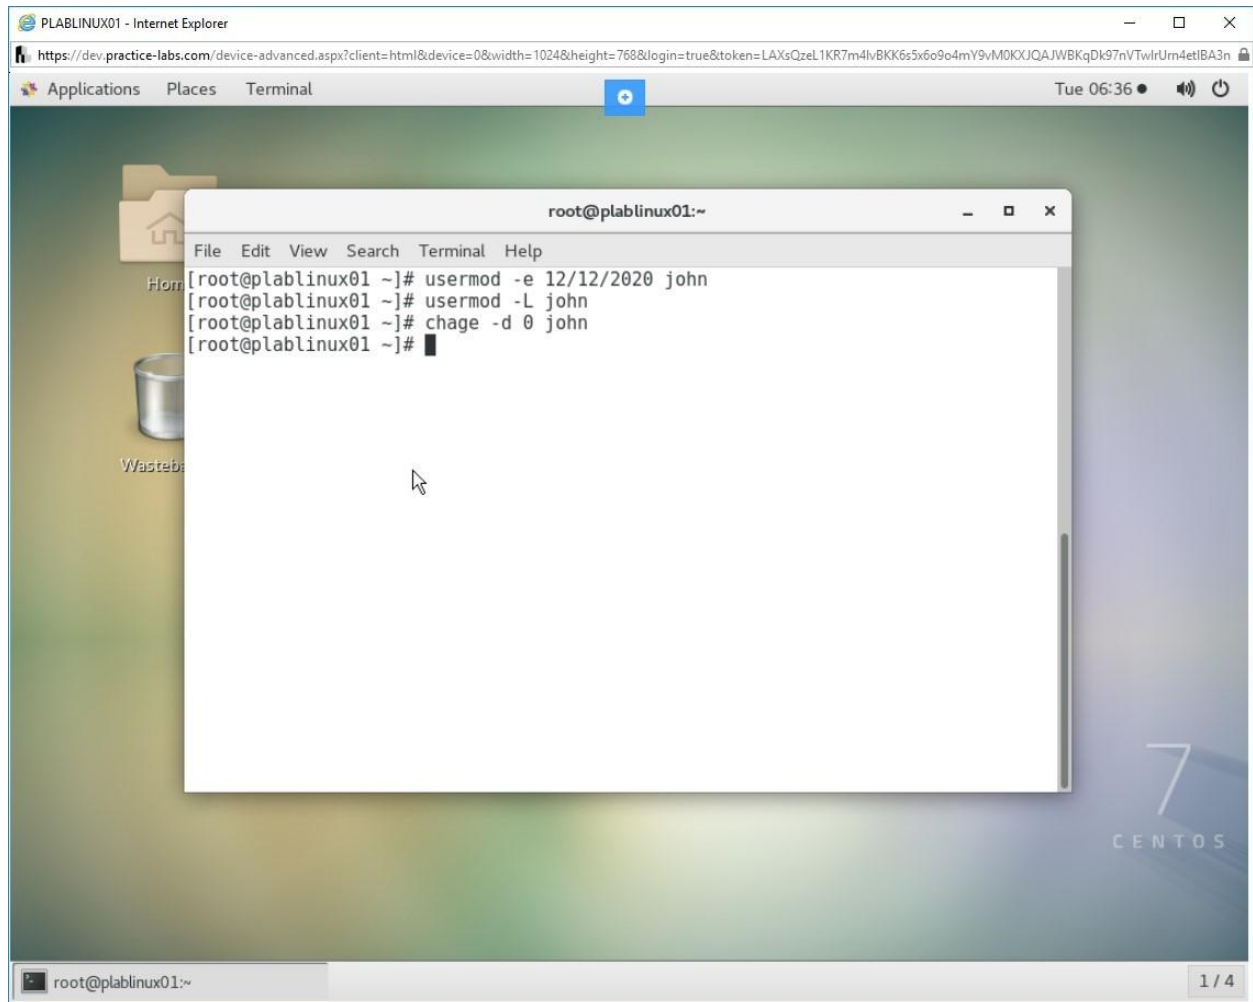 PLABLINUX01 - Internet Explorer
https://dev.practice-labs.com/device-advanced.aspx?client=html&device=0&width=1024&height=768&login=true&token=
Applications Places Terminal Tue 06:36
root@plablinux01:~
File Edit View Search Terminal Help
Hom
[root@plablinux01 ~]# usermod -e 12/12/2020 john
[root@plablinux01 ~]# usermod -L john
[root@plablinux01 ~]# chage -d 0 john
[root@plablinux01 ~]#
Wasteb
7
CENTOS
root@plablinux01:~ 1 / 4